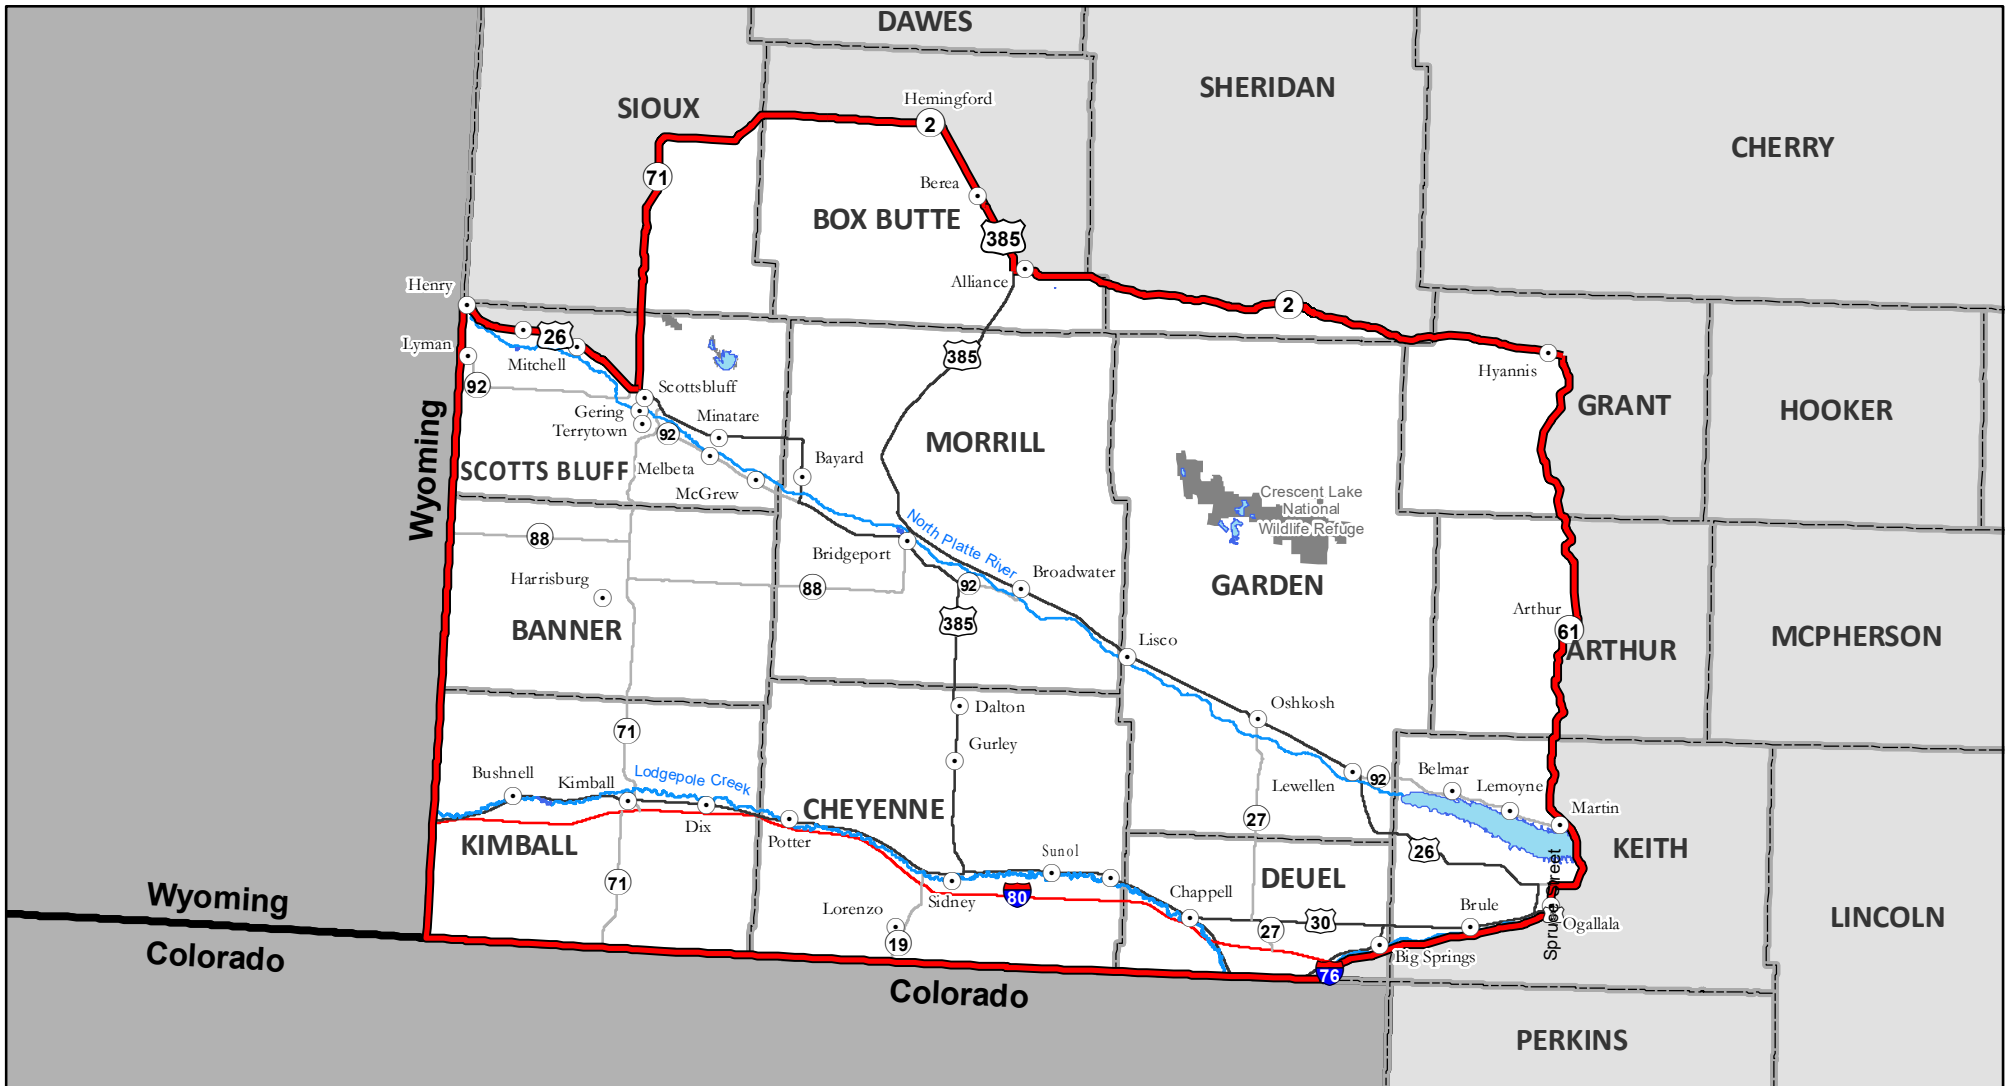 DAWES
SHERIDAN
SIOUX
Hemingford
2
CHERRY
71
Berea
BOX BUTTE
385
Alliance
Henry
2
26
Lyman
Mitchell
385
Hyannis
92
Scottsbluff
Gering
Minatare
Terrytown
92
GRANT
HOOKER
Wyoming
SCOTTS BLUFF
Melbeta
McGrew
Bayard
MORRILL
Crescent Lake
National
Wildlife Refuge
88
North Platte River
Bridgeport
Harrisburg
88
92
Broadwater
GARDEN
BANNER
385
Arthur
61
ARTHUR
MCPHERSON
Lisco
Dalton
Oshkosh
71
Gurley
Bushnell
Kimball
Lodgepole Creek
Lewellen
92
Belmar
Lemoyne
Martin
Dix
CHEYENNE
Potter
27
KIMBALL
26
KEITH
Sunol
71
DEUEL
Chappell
80
Sidney
Lorenzo
19
27
30
Brule
Spruce Street
Ogallala
LINCOLN
Wyoming
Colorado
Big Springs
76
Colorado
PERKINS